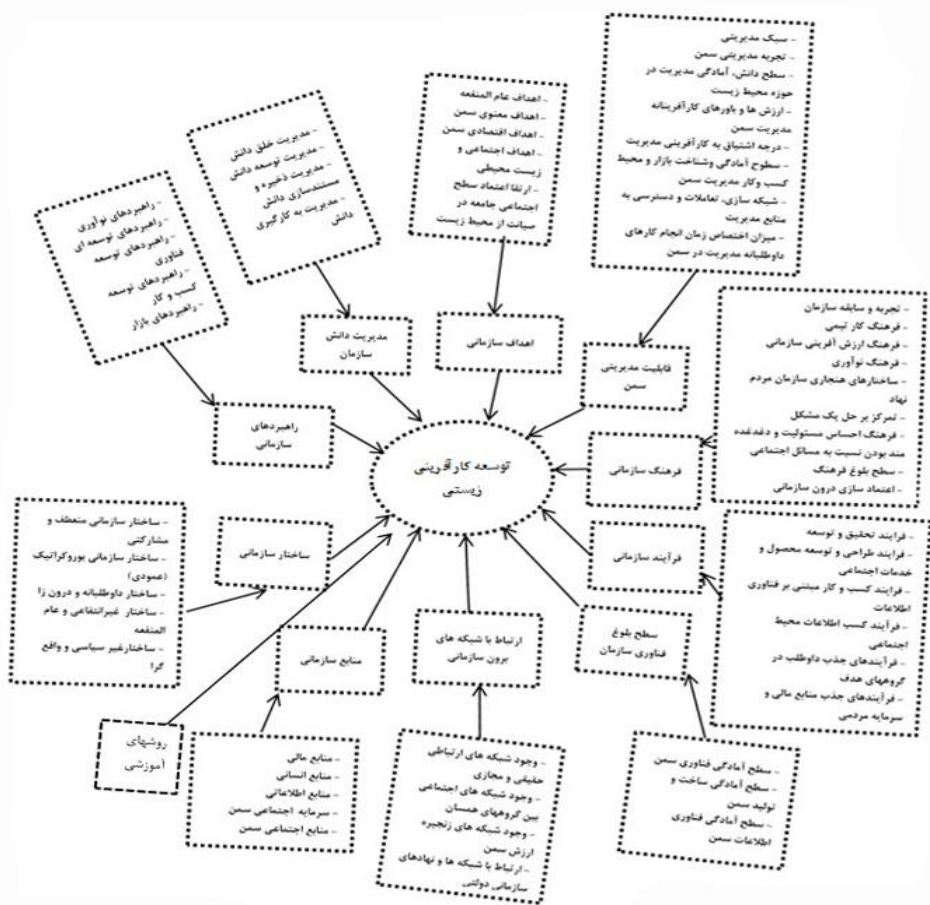 - سبک مدیریتی
- تجربه مدیریتی سمن
- سطح دانش، آمادگی مدیریت در
حوزه محیط زیست
- ارزش ها و باورهای کارآفرینانه
مدیریت سمن
- درجه اشتیاق به کارآفرینی مدیریت
- سطوح آمادگی وشناخت بازار و محیط
کسب وکار مدیریت سمن
- شبکه سازی، تعاملات و دسترسی به
منابع مدیریت
- میزان اختصاص زمان انجام کارهای
داوطلبانه مدیریت در سمن
- اهداف عام المنفعه
- اهداف معنوی سمن
- اهداف اقتصادی سمن
- اهداف اجتماعی و
زیست محیطی
- ارتقا اعتماد سطح
اجتماعی جامعه در
صیانت از محیط زیست
- مدیریت خلق دانش
- مدیریت توسعه دانش
- مدیریت ذخیره و
مستندسازی دانش
- مدیریت به کارگیری
دانش
- راهبردهای نوآوری
- راهبردهای توسعه ای
- راهبردهای توسعه
فناوری
- راهبردهای توسعه
کسب و کار
- راهبردهای بازار
قابلیت مدیریتی
سمن
اهداف سازمانی
مدیریت دانش
سازمان
راهبردهای
سازمانی
- تجربه و سابقه سازمان
- فرهنگ کار تیمی
- فرهنگ ارزش آفرینی سازمانی
- فرهنگ نوآوری
- ساختارهای هنجاری سازمان مردم
نهاد
- تمرکز بر حل یک مشکل
- فرهنگ احساس مسئولیت و دغدغده
مند بودن نسبت به مسائل اجتماعی
- سطح بلوغ فرهنگ
- اعتماد سازی درون سازمانی
فرهنگ سازمانی
توسعه کارآفرینی
زیستی
فرآیند سازمانی
ساختار سازمانی
- ساختار سازمانی منعطف و
مشارکتی
- ساختار سازمانی بوروکراتیک
(عمودی)
- ساختار داوطلبانه و درون زا
- ساختار غیرانتفاعی و عام
المنفعه
- ساختارغیر سیاسی و واقع
گرا
- فرایند تحقیق و توسعه
- فرایند طراحی و توسعه محصول و
خدمات اجتماعی
- فرایند کسب و کار مبتنی بر فناوری
اطلاعات
- فرآیند کسب اطلاعات محیط
اجتماعی
- فرآیندهای جذب داوطلب در
گروههای هدف
- فرآیندهای جذب منابع مالی و
سرمایه مردمی
سطح بلوغ
فناوری سازمان
ارتباط با شبکه های
برون سازمانی
منابع سازمانی
روشهای
آموزشی
- سطح آمادگی فناوری سمن
- سطح آمادگی ساخت و
تولید سمن
- سطح آمادگی فناوری
اطلاعات سمن
- وجود شبکه های ارتباطی
حقیقی و مجازی
- وجود شبکه های اجتماعی
بین گروههای همسان
- وجود شبکه های زنجیره
ارزش سمن
- ارتباط با شبکه ها و نهادهای
سازمانی دولتی
- منابع مالی
- منابع انسانی
- منابع اطلاعاتی
- سرمایه اجتماعی سمن
- منابع اجتماعی سمن